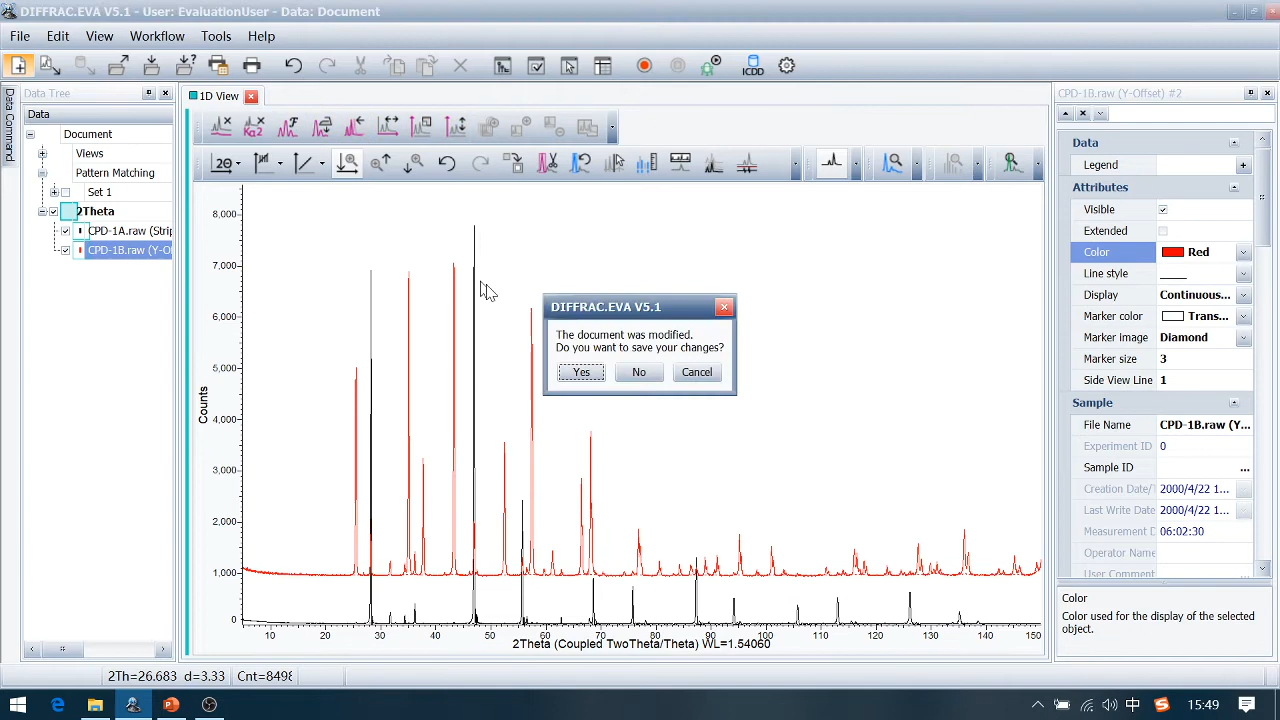 DIFFRAC.EVA V5.1 - User: EvaluationUser - Data: Document
File Edit View Workflow Tools Help
ICDD
Data Command
Data Tree
Data
Document
Views
Pattern Matching
Set 1
2Theta
CPD-1A.raw (Strip
CPD-1B.raw (Y-Of
1D View
Kα2
2Θ
8,000
7,000
6,000
5,000
4,000
3,000
2,000
1,000
0
Counts
10 20 30 40 50 60 70 80 90 100 110 120 130 140 150
2Theta (Coupled TwoTheta/Theta) WL=1.54060
DIFFRAC.EVA V5.1
The document was modified.
Do you want to save your changes?
Yes No Cancel
CPD-1B.raw (Y-Offset) #2
Data
Legend
Attributes
Visible
Extended
Color Red
Line style
Display Continuous...
Marker color Trans...
Marker image Diamond
Marker size 3
Side View Line 1
Sample
File Name CPD-1B.raw (Y...
Experiment ID 0
Sample ID ...
Creation Date/T 2000/4/22 1...
Last Write Date 2000/4/22 1...
Measurement D 06:02:30
Operator Name
User Comment
Color
Color used for the display of the selected
object.
2Th=26.683 d=3.33 Cnt=8498
中 15:49